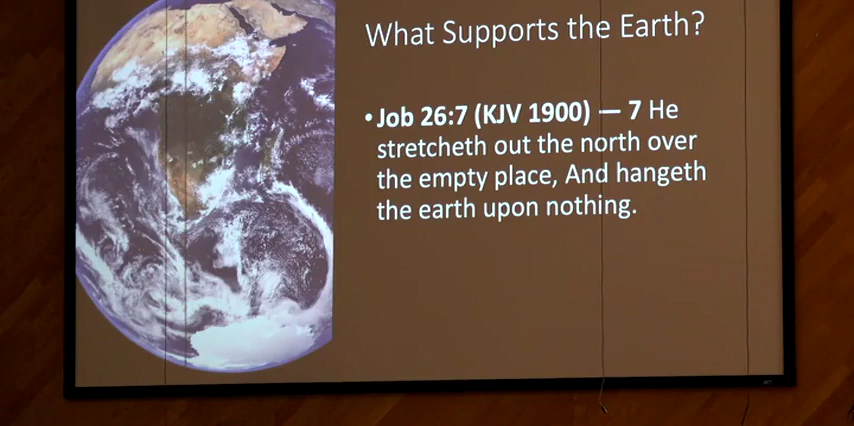 What Supports the Earth?
• Job 26:7 (KJV 1900) — 7 He
stretcheth out the north over
the empty place, And hangeth
the earth upon nothing.